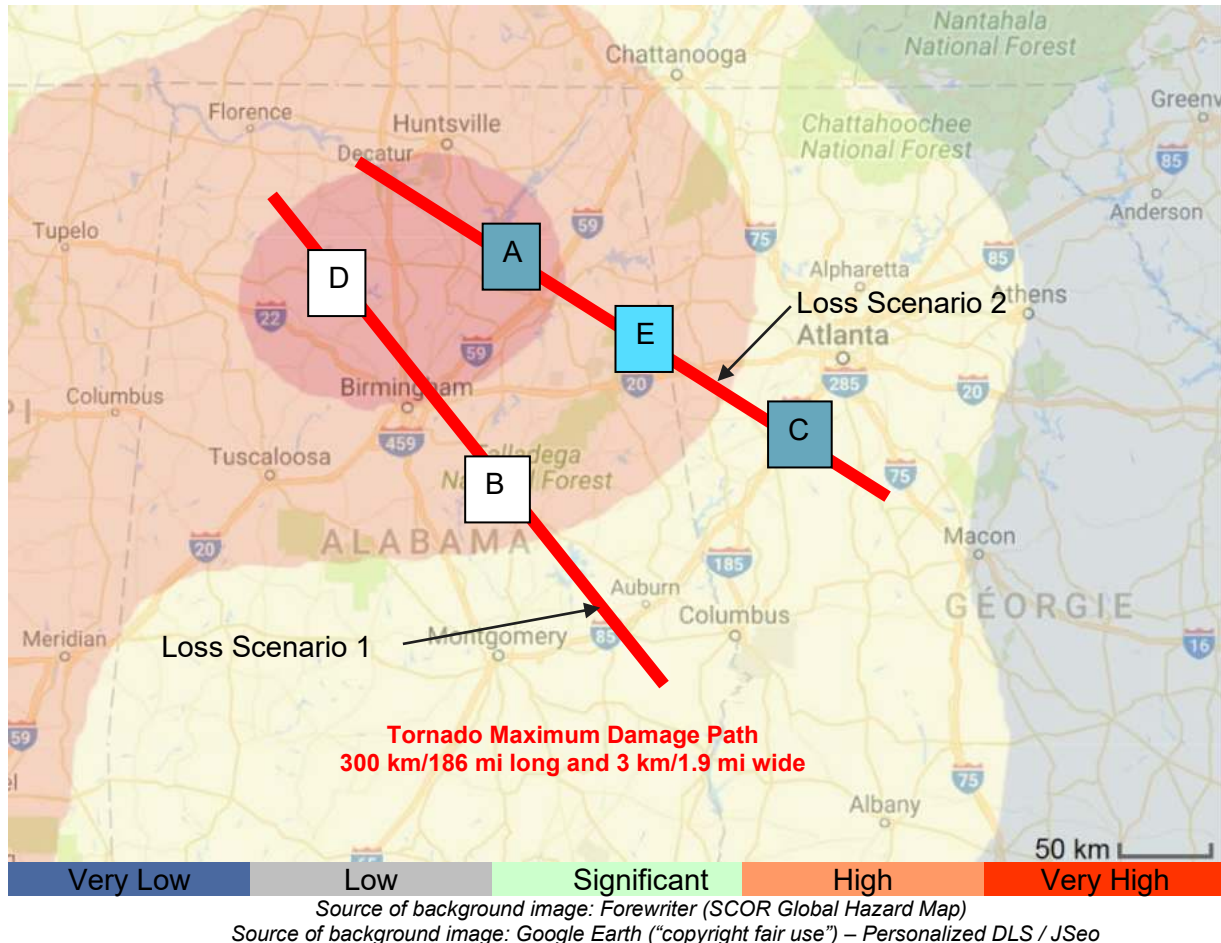 Nantahala
National Forest
Chattanooga
Florence
Huntsville
Greenv
Chattahoochee
National Forest
85
Decatur
Anderson
59
Tupelo
75
A
85
Alpharetta
D
Loss Scenario 2
Athens
22
E
Atlanta
59
20
Birmingham
285
20
Columbus
C
459
Talladega
National Forest
Tuscaloosa
75
B
Macon
20
ALABAMA
185
Auburn
GÉORGIE
Columbus
Meridian
Loss Scenario 1
Montgomery
85
16
59
Tornado Maximum Damage Path
300 km/186 mi long and 3 km/1.9 mi wide
75
el
Albany
50 km
Very Low Low Significant High Very High
Source of background image: Forewriter (SCOR Global Hazard Map)
Source of background image: Google Earth (“copyright fair use”) – Personalized DLS / JSeo